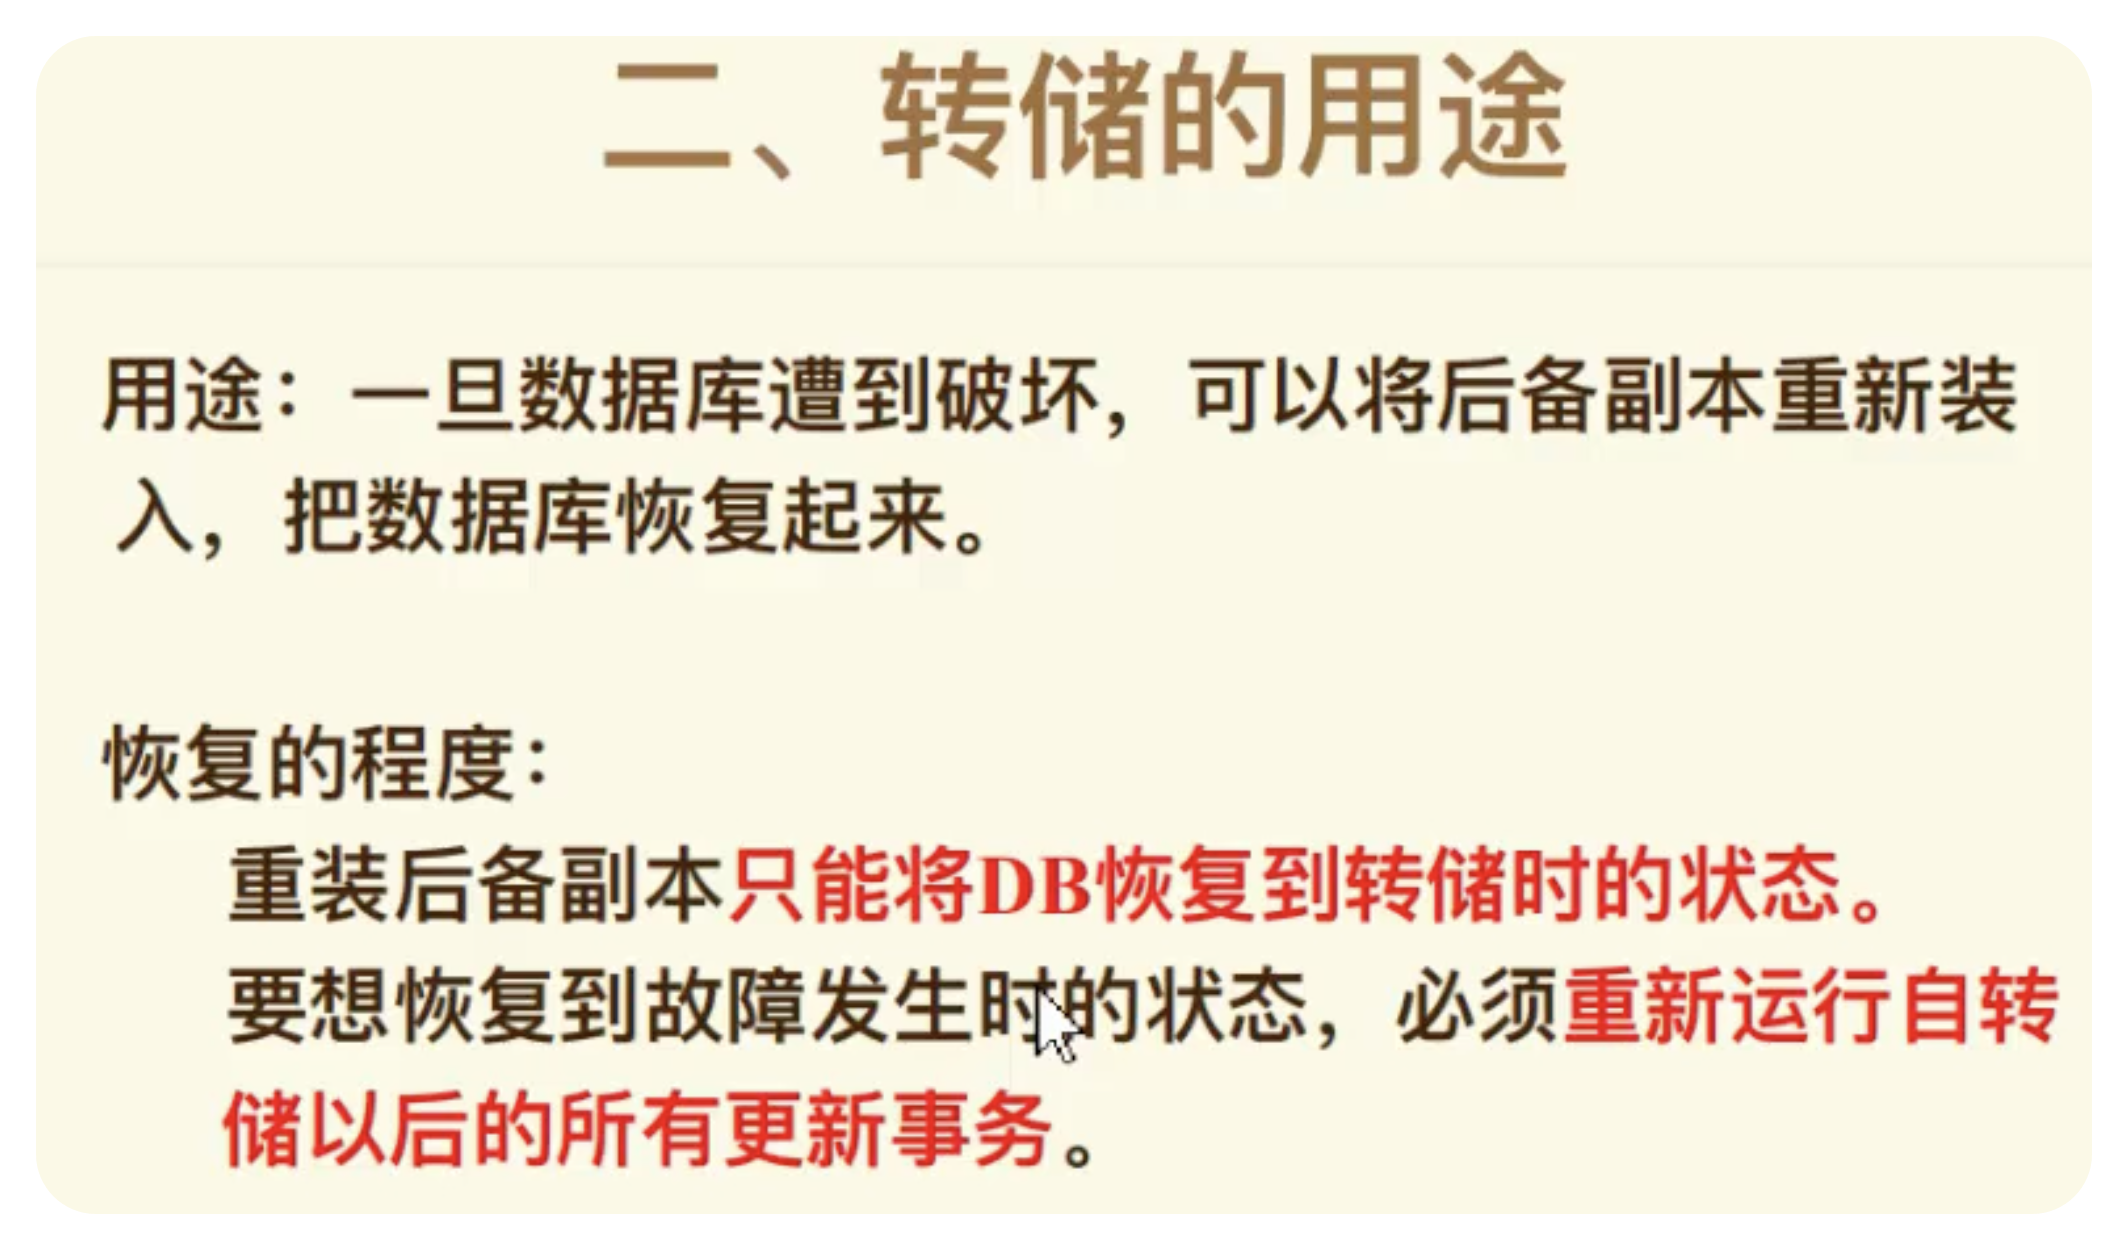 二、转储的用途
用途：一旦数据库遭到破坏，可以将后备副本重新装
入，把数据库恢复起来。
恢复的程度：
重装后备副本只能将DB恢复到转储时的状态。
要想恢复到故障发生时的状态，必须重新运行自转
储以后的所有更新事务。